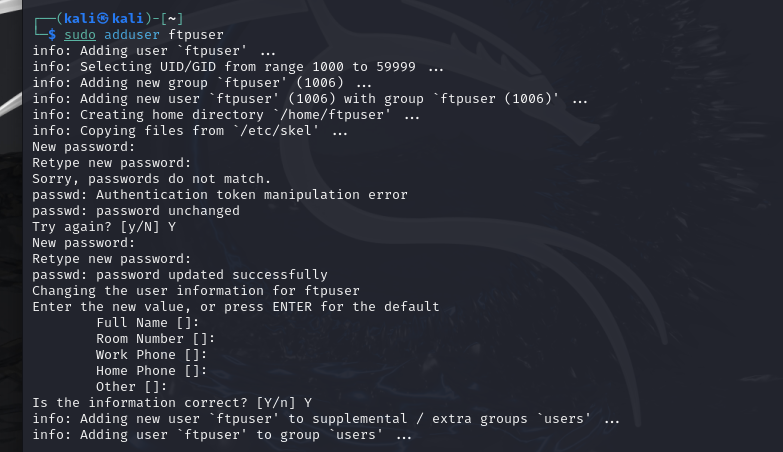 ┌──(kali㉿kali)-[~]
└─$ sudo adduser ftpuser
info: Adding user `ftpuser' ...
info: Selecting UID/GID from range 1000 to 59999 ...
info: Adding new group `ftpuser' (1006) ...
info: Adding new user `ftpuser' (1006) with group `ftpuser (1006)' ...
info: Creating home directory `/home/ftpuser' ...
info: Copying files from `/etc/skel' ...
New password:
Retype new password:
Sorry, passwords do not match.
passwd: Authentication token manipulation error
passwd: password unchanged
Try again? [y/N] Y
New password:
Retype new password:
passwd: password updated successfully
Changing the user information for ftpuser
Enter the new value, or press ENTER for the default
        Full Name []:
        Room Number []:
        Work Phone []:
        Home Phone []:
        Other []:
Is the information correct? [Y/n] Y
info: Adding new user `ftpuser' to supplemental / extra groups `users' ...
info: Adding user `ftpuser' to group `users' ...